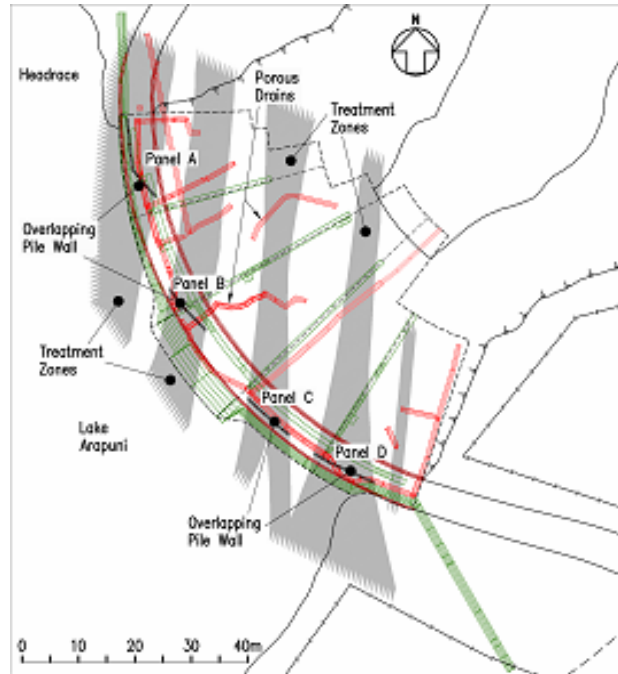 N
Headrace
Porous
Drains
Treatment
Zones
Panel A
Overlapping
Pile Wall
Panel B
Treatment
Zones
Panel C
Lake
Arapuni
Panel D
Overlapping
Pile Wall
0 10 20 30 40m